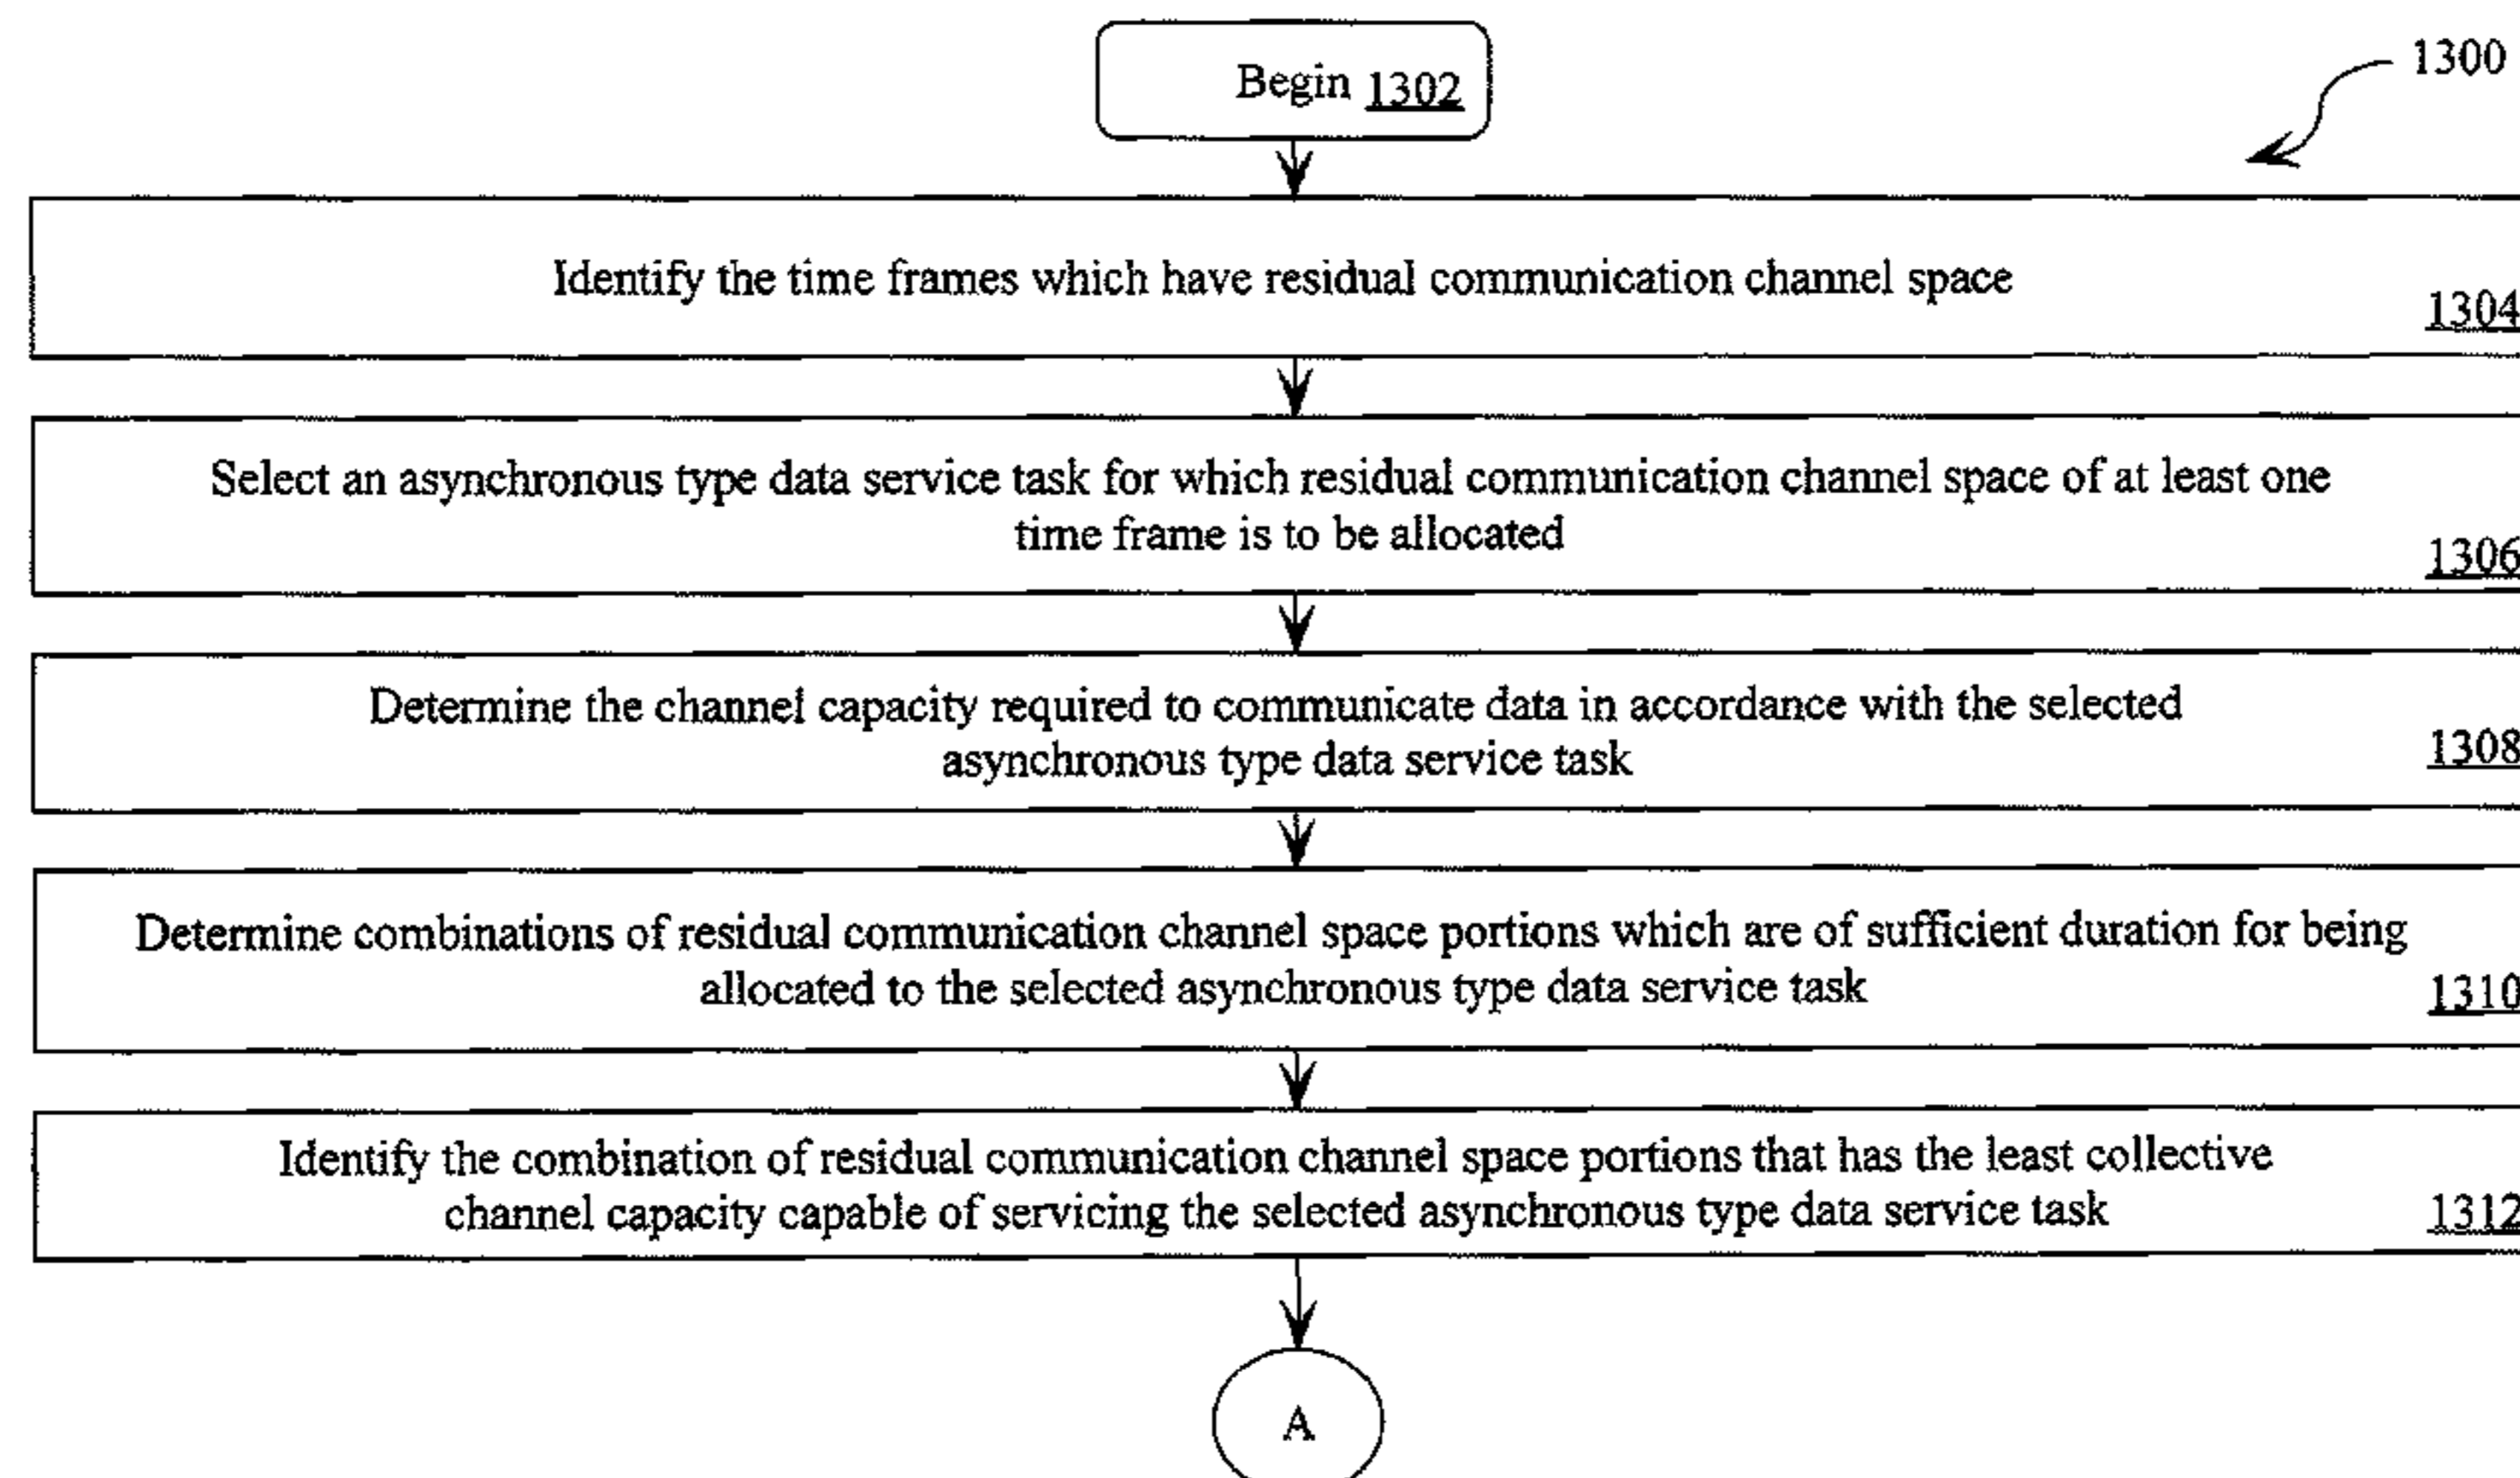 Begin 1302
1300
Identify the time frames which have residual communication channel space
1304
Select an asynchronous type data service task for which residual communication channel space of at least one
time frame is to be allocated
1306
Determine the channel capacity required to communicate data in accordance with the selected
asynchronous type data service task
1308
Determine combinations of residual communication channel space portions which are of sufficient duration for being
allocated to the selected asynchronous type data service task
1310
Identify the combination of residual communication channel space portions that has the least collective
channel capacity capable of servicing the selected asynchronous type data service task
1312
A